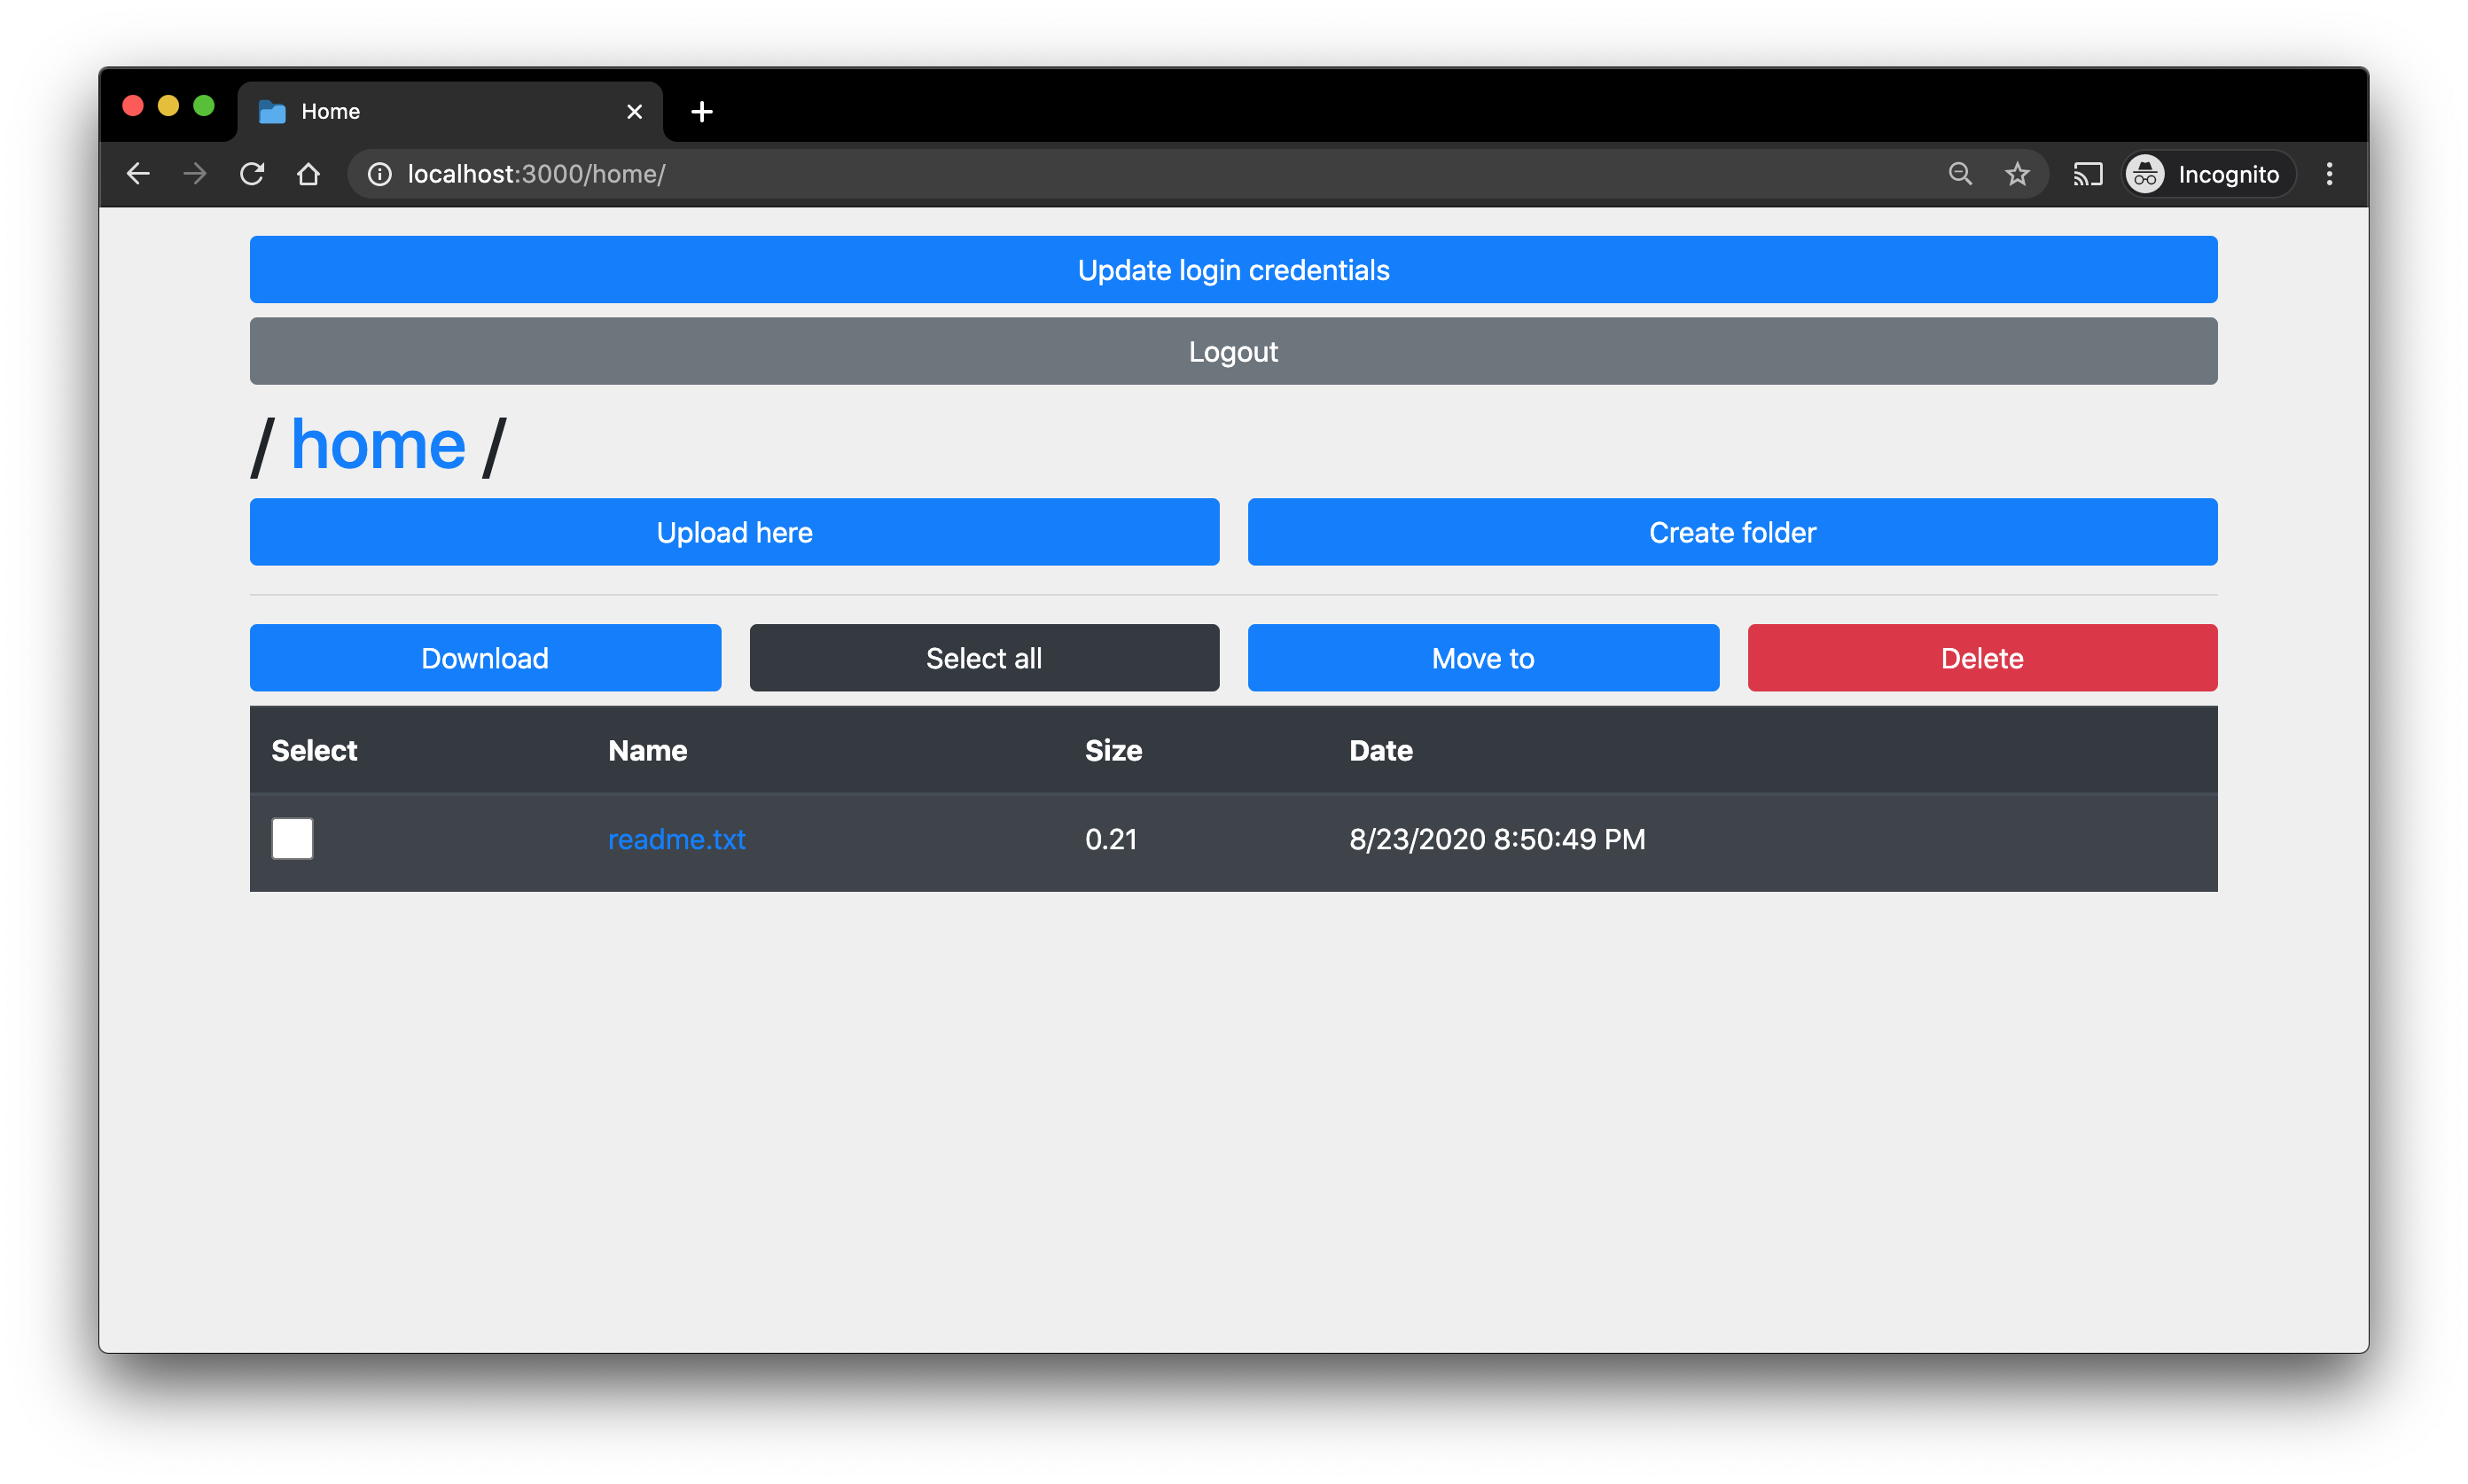 Home
localhost:3000/home/
Incognito
Update login credentials
Logout
/ home /
Upload here
Create folder
Download
Select all
Move to
Delete
Select Name Size Date
readme.txt 0.21 8/23/2020 8:50:49 PM